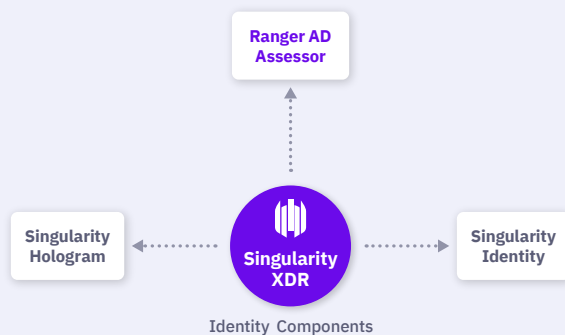 Ranger AD
Assessor
Singularity
Hologram
Singularity
XDR
Singularity
Identity
Identity Components